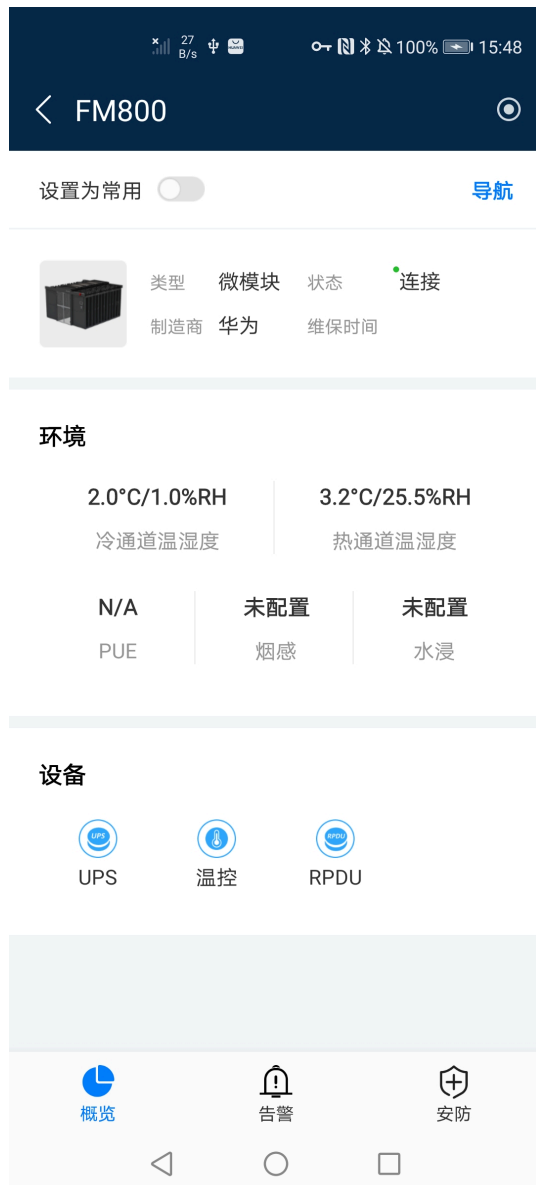 27 B/s 100% 15:48
FM800
设置为常用 导航
类型 微模块 状态 连接
制造商 华为 维保时间
环境
2.0°C/1.0%RH 3.2°C/25.5%RH
冷通道温湿度 热通道温湿度
N/A 未配置 未配置
PUE 烟感 水浸
设备
UPS RPDU
UPS 温控 RPDU
概览 告警 安防